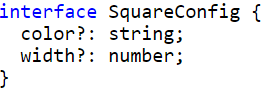 interface SquareConfig {
  color?: string;
  width?: number;
}